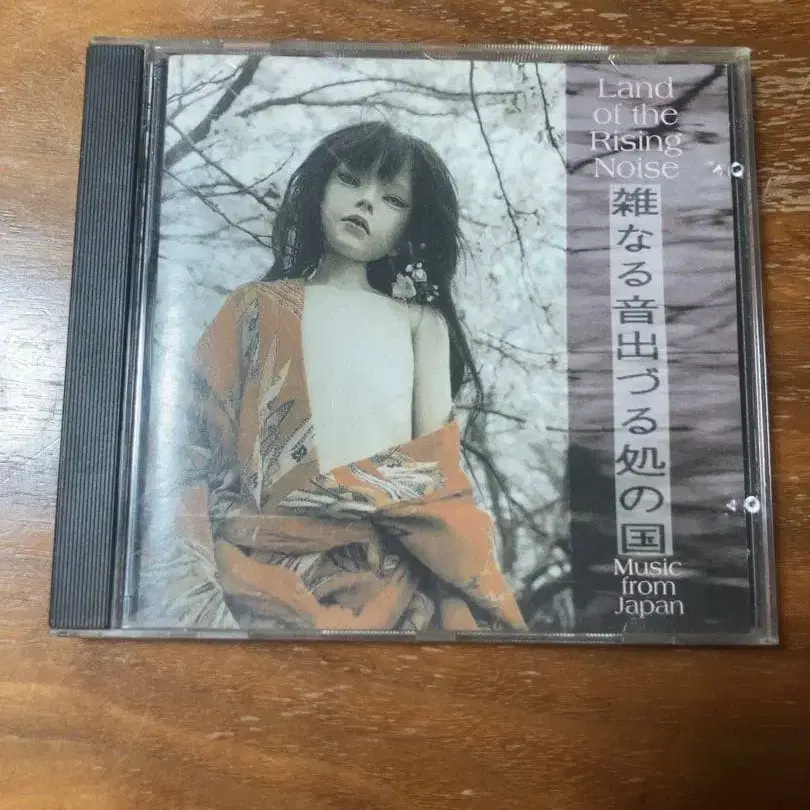 Land
of the
Rising
Noise
雑なる音出づる処の国
Music
from
Japan